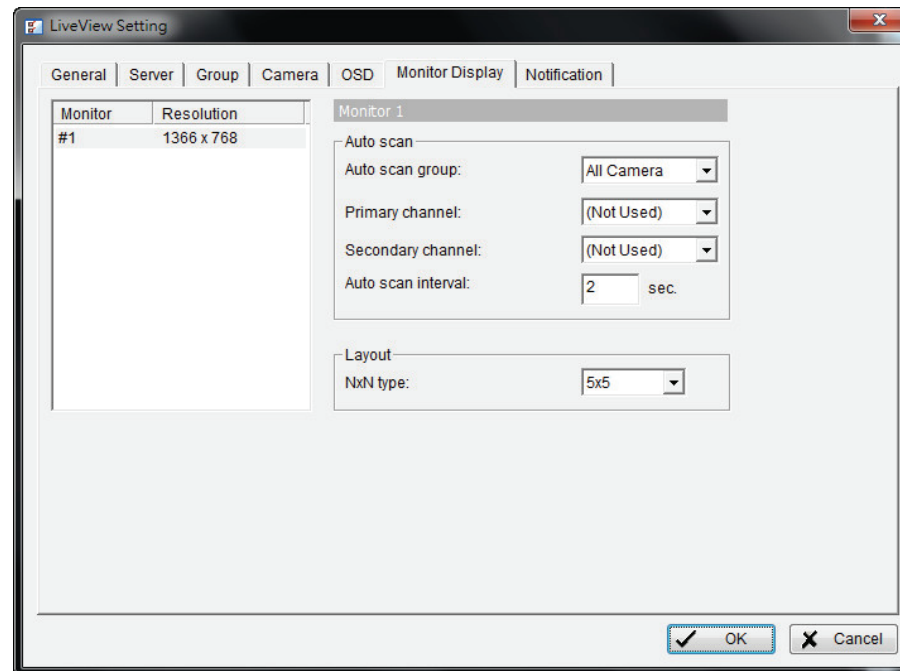 LiveView Setting
General Server Group Camera OSD Monitor Display Notification
Monitor Resolution
#1 1366 x 768
Monitor 1
Auto scan
Auto scan group: All Camera
Primary channel: (Not Used)
Secondary channel: (Not Used)
Auto scan interval: 2 sec.
Layout
NxN type: 5x5
OK Cancel